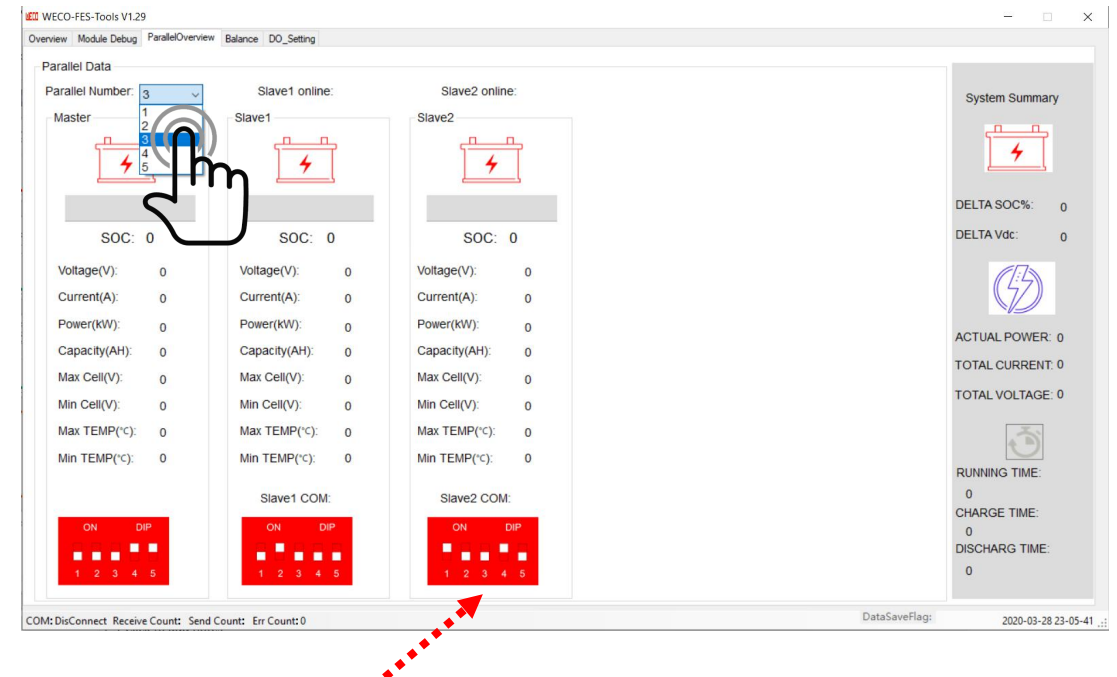 WECO WECO-FES-Tools V1.29
Overview Module Debug ParallelOverview Balance DO_Setting
Parallel Data
Parallel Number: 3 Slave1 online: Slave2 online:
1
2
3
4
5
Master Slave1 Slave2
SOC: 0 SOC: 0 SOC: 0
Voltage(V): 0 Voltage(V): 0 Voltage(V): 0
Current(A): 0 Current(A): 0 Current(A): 0
Power(kW): 0 Power(kW): 0 Power(kW): 0
Capacity(AH): 0 Capacity(AH): 0 Capacity(AH): 0
Max Cell(V): 0 Max Cell(V): 0 Max Cell(V): 0
Min Cell(V): 0 Min Cell(V): 0 Min Cell(V): 0
Max TEMP(℃): 0 Max TEMP(℃): 0 Max TEMP(℃): 0
Min TEMP(℃): 0 Min TEMP(℃): 0 Min TEMP(℃): 0
Slave1 COM: Slave2 COM:
ON DIP ON DIP ON DIP
1 2 3 4 5 1 2 3 4 5 1 2 3 4 5
System Summary
DELTA SOC%: 0
DELTA Vdc: 0
ACTUAL POWER: 0
TOTAL CURRENT: 0
TOTAL VOLTAGE: 0
RUNNING TIME:
0
CHARGE TIME:
0
DISCHARG TIME:
0
COM: DisConnect Receive Count: Send Count: Err Count: 0 DataSaveFlag: 2020-03-28 23-05-41